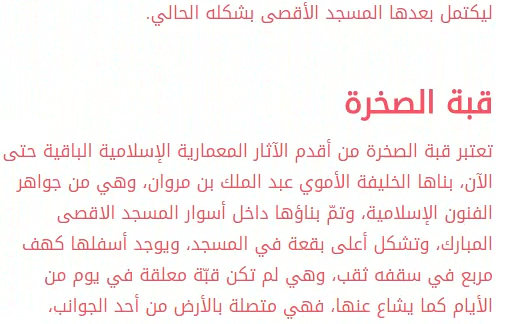 ليكتمل بعدها المسجد الأقصى بشكله الحالي.
قبة الصخرة
تعتبر قبة الصخرة من أقدم الآثار المعمارية الإسلامية الباقية حتى
الآن، بناها الخليفة الأموي عبد الملك بن مروان، وهي من جواهر
الفنون الإسلامية، وتمّ بناؤها داخل أسوار المسجد الاقصى
المبارك، وتشكل أعلى بقعة في المسجد، ويوجد أسفلها كهف
مربع في سقفه ثقب، وهي لم تكن قبّة معلقة في يوم من
الأيام كما يشاع عنها، فهي متصلة بالأرض من أحد الجوانب،